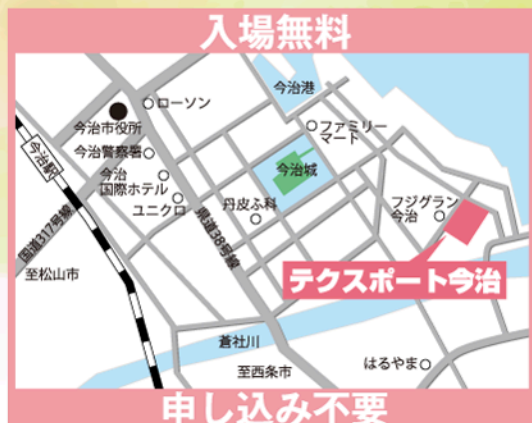 入場無料
今治港
ローソン
ファミリー
マート
今治市役所
今治警察署
今治城
今治駅
今治
国際ホテル
フジグラン
今治
丹皮ふ科
ユニクロ
県道38号線
国道317号線
至松山市
テクスポート今治
蒼社川
至西条市
はるやま
申し込み不要